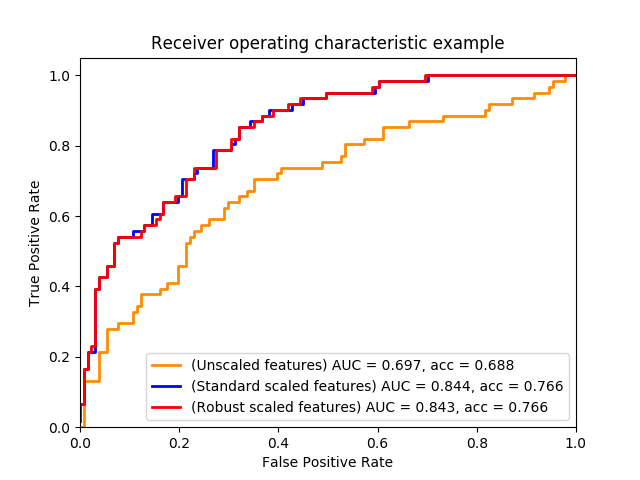 Receiver operating characteristic example
True Positive Rate
1.0
0.8
0.6
0.4
0.2
0.0
(Unscaled features) AUC = 0.697, acc = 0.688
(Standard scaled features) AUC = 0.844, acc = 0.766
(Robust scaled features) AUC = 0.843, acc = 0.766
0.0 0.2 0.4 0.6 0.8 1.0
False Positive Rate